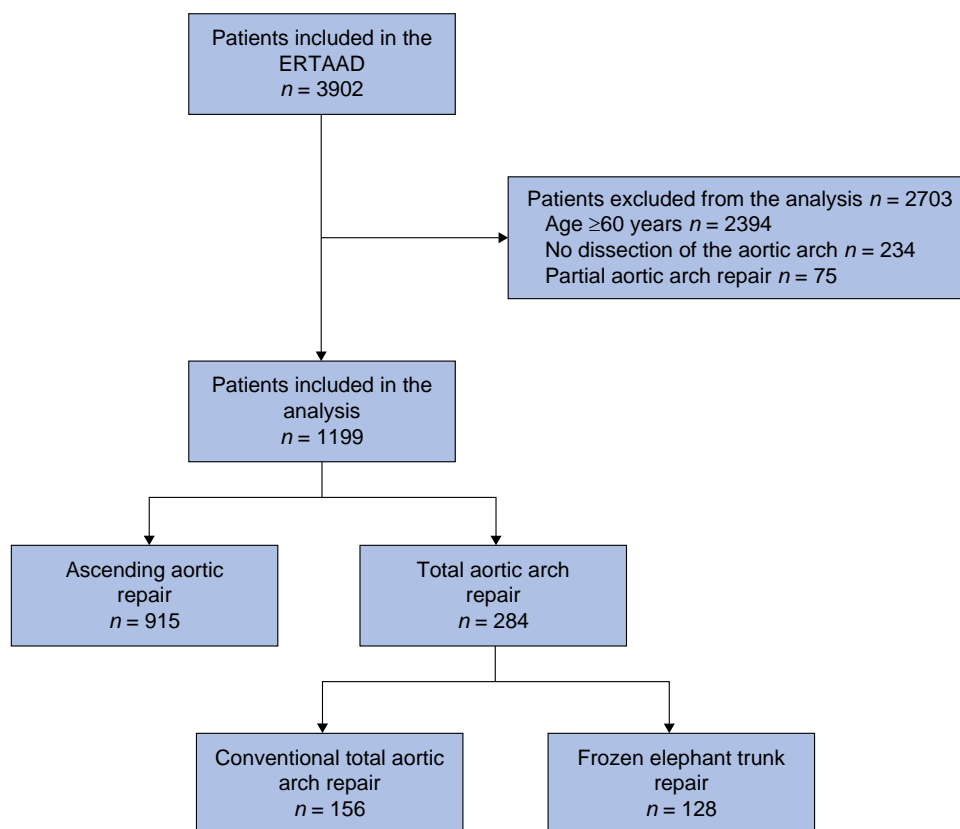 Patients included in the
ERTAAD
n = 3902
Patients excluded from the analysis n = 2703
Age ≥60 years n = 2394
No dissection of the aortic arch n = 234
Partial aortic arch repair n = 75
Patients included in the
analysis
n = 1199
Ascending aortic
repair
n = 915
Total aortic arch
repair
n = 284
Conventional total aortic
arch repair
n = 156
Frozen elephant trunk
repair
n = 128